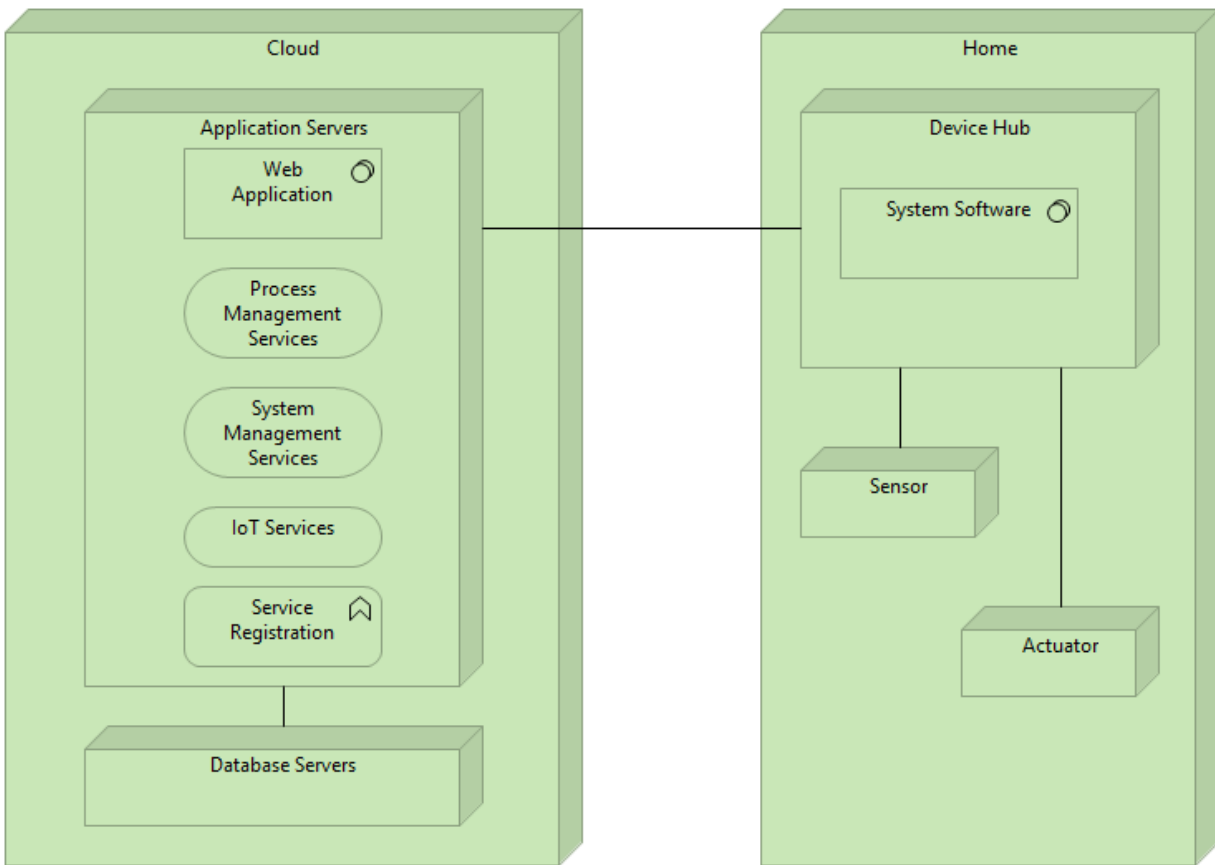 Cloud
Application Servers
Web
Application
Process
Management
Services
System
Management
Services
IoT Services
Service
Registration
Database Servers
Home
Device Hub
System Software
Sensor
Actuator